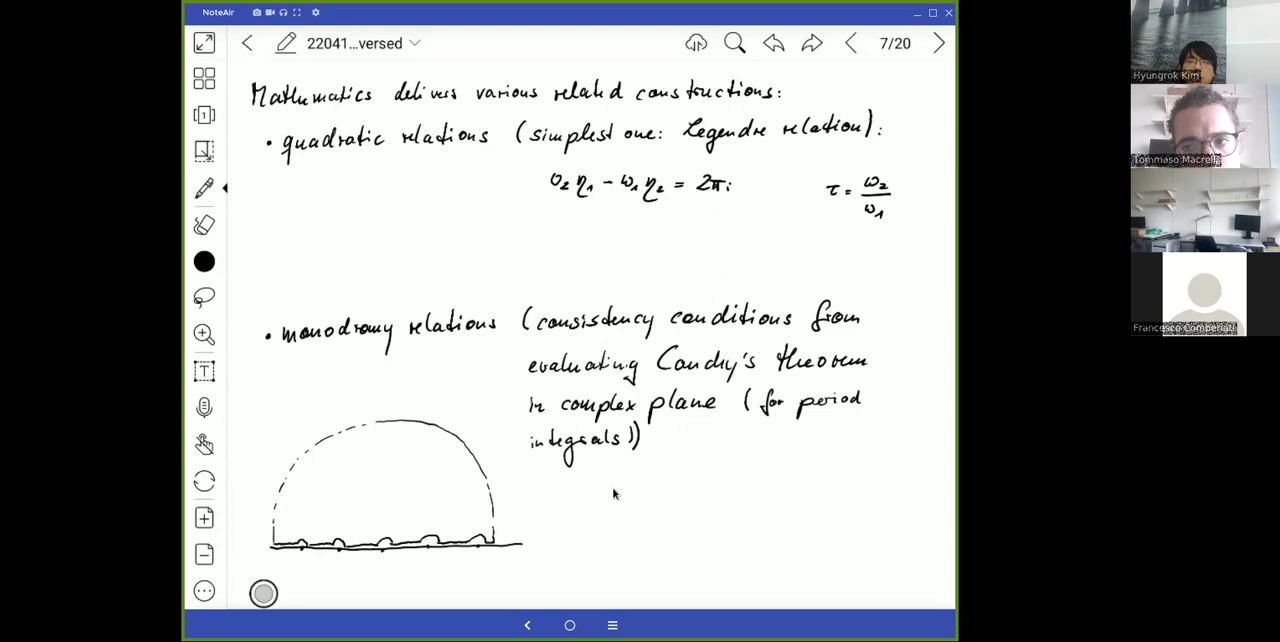 NoteAir
22041...versed
7/20
Mathematics delivers various related constructions:
• quadratic relations (simplest one: Legendre relation):
ω₂ η₁ - ω₁ η₂ = 2πi
τ = ω₂/ω₁
• monodromy relations (consistency conditions from
evaluating Cauchy's theorem
in complex plane (for period
integrals))
Hyungrok Kim
Tommaso Macrelli
Francesco Comberiati